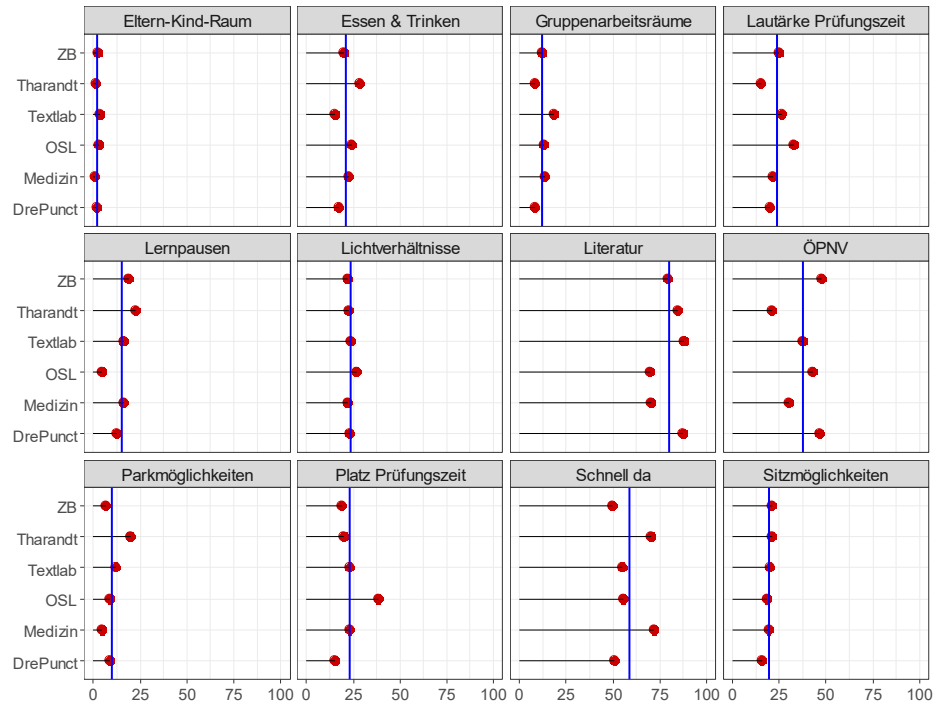 Eltern-Kind-Raum Essen & Trinken Gruppenarbeitsräume Lautärke Prüfungszeit
ZB
Tharandt
Textlab
OSL
Medizin
DrePunct
Lernpausen Lichtverhältnisse Literatur ÖPNV
ZB
Tharandt
Textlab
OSL
Medizin
DrePunct
Parkmöglichkeiten Platz Prüfungszeit Schnell da Sitzmöglichkeiten
ZB
Tharandt
Textlab
OSL
Medizin
DrePunct
0 25 50 75 100 0 25 50 75 100 0 25 50 75 100 0 25 50 75 100